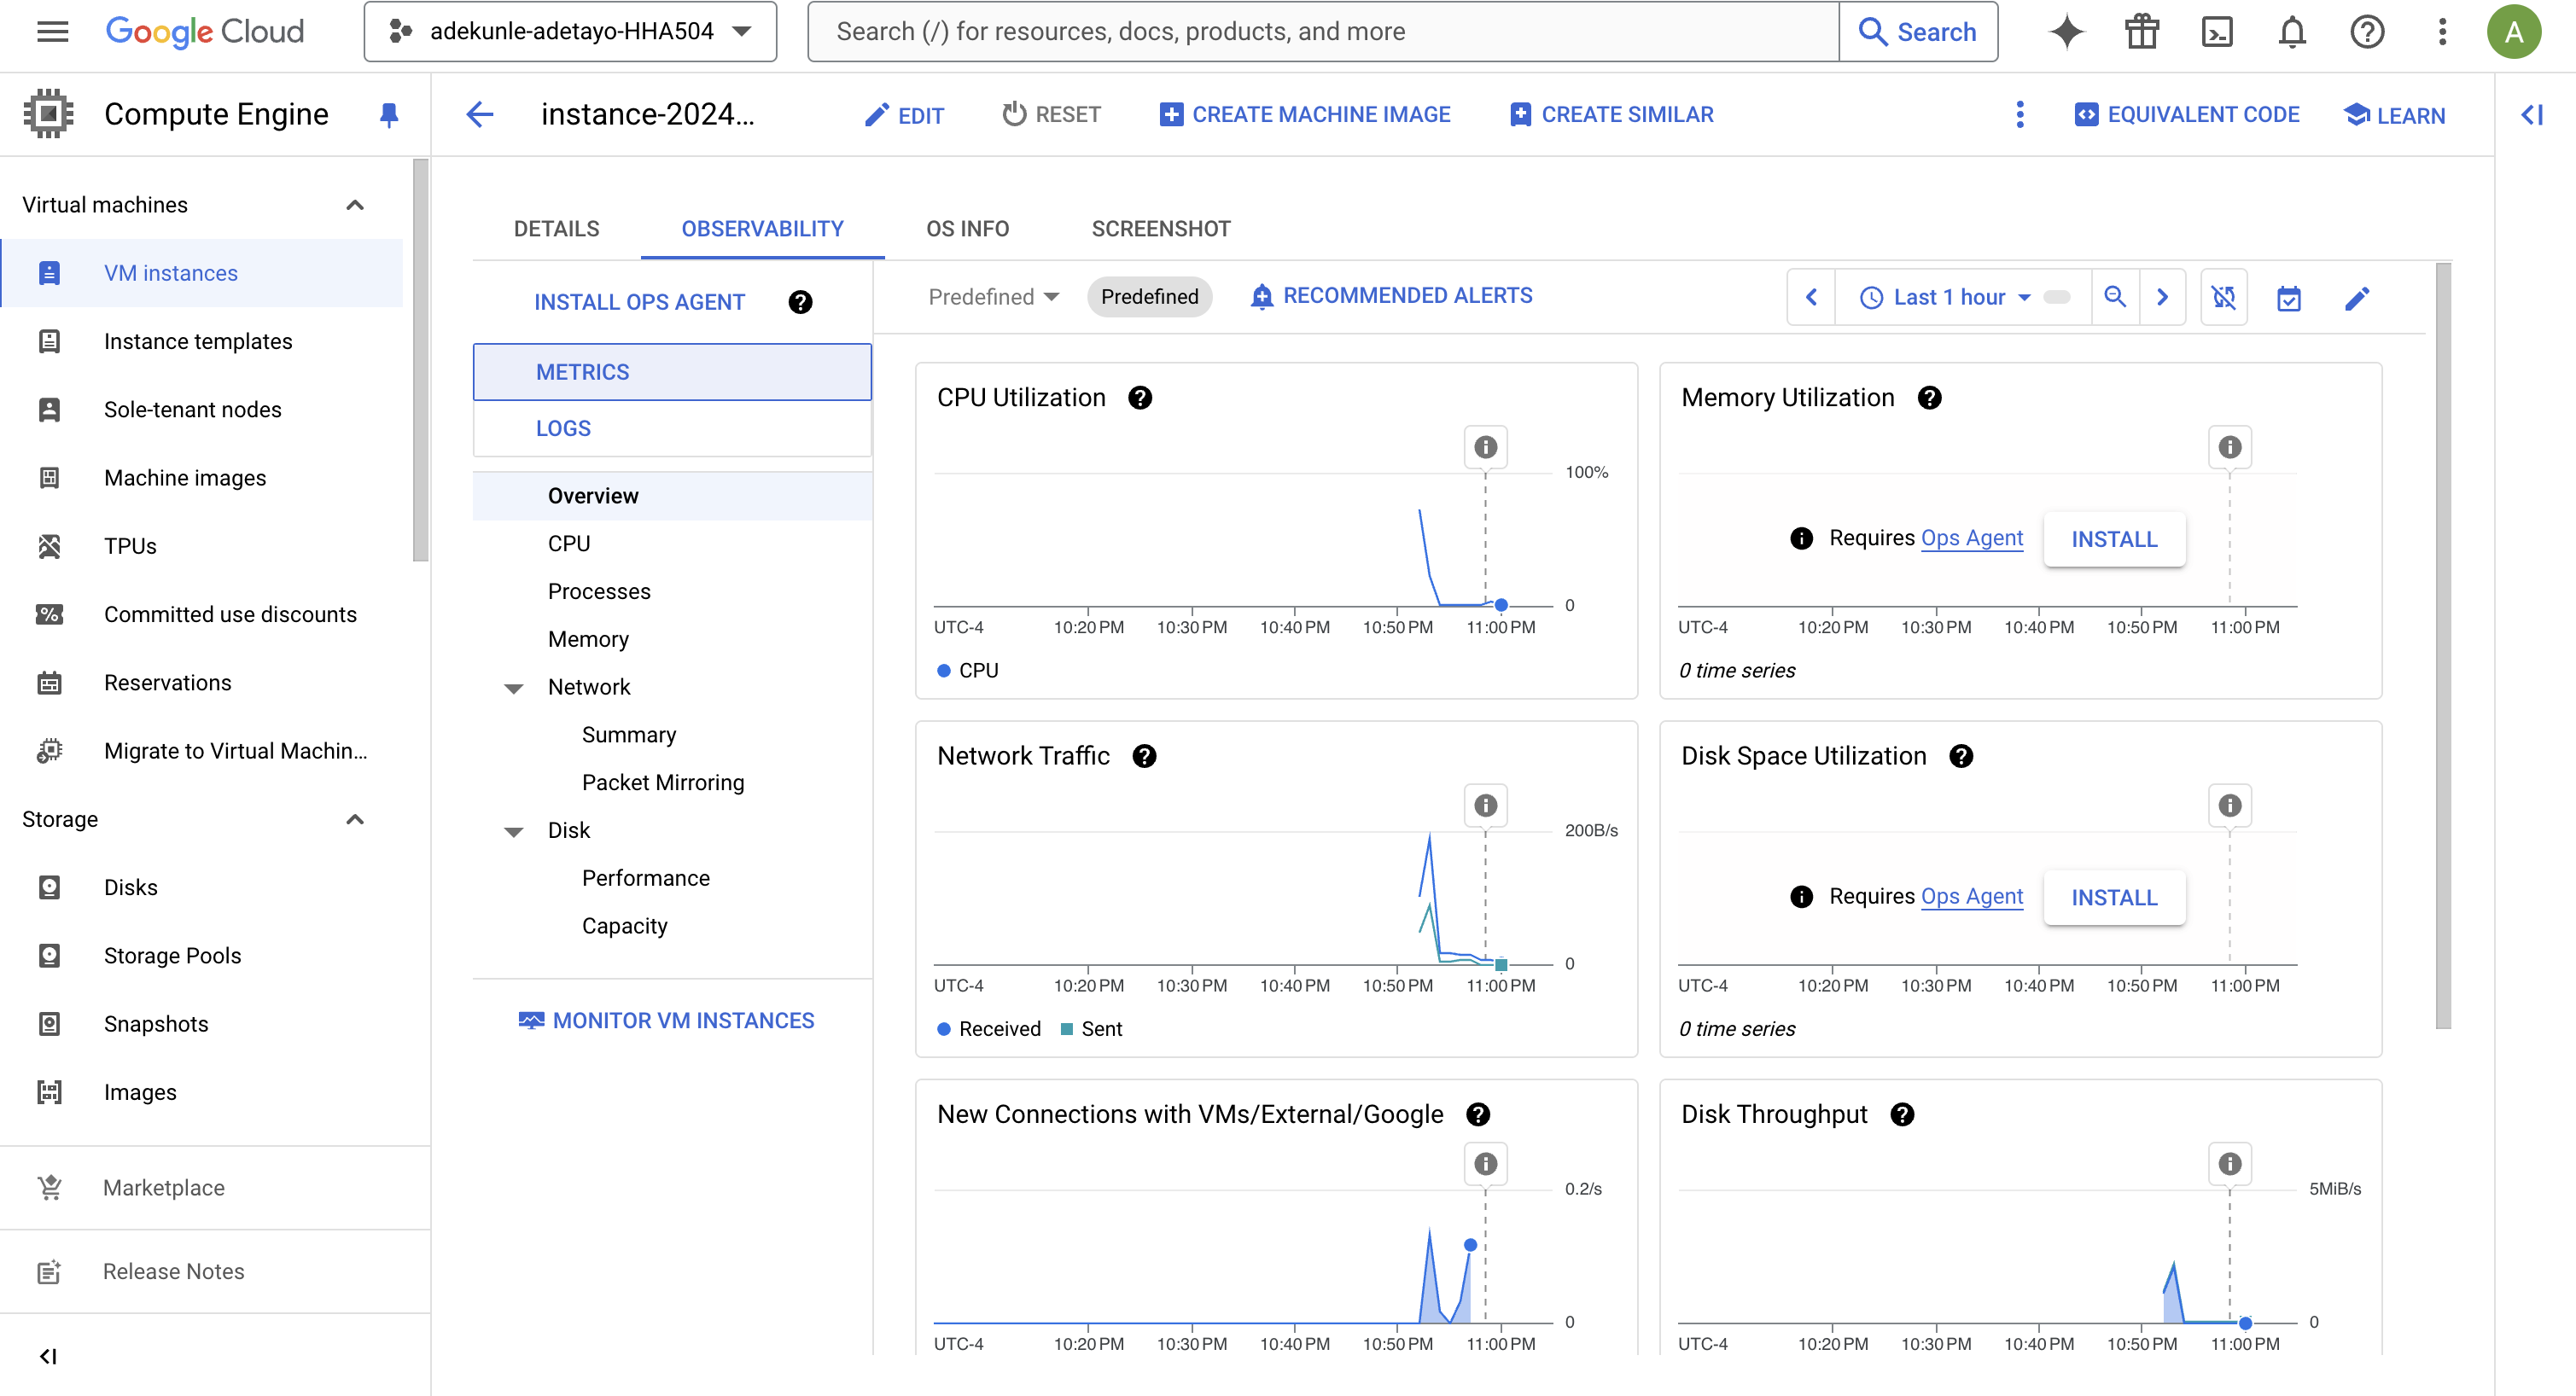 Google Cloud
adekunle-adetayo-HHA504
Search (/) for resources, docs, products, and more
Search
A
Compute Engine
instance-2024...
EDIT
RESET
CREATE MACHINE IMAGE
CREATE SIMILAR
EQUIVALENT CODE
LEARN
Virtual machines
VM instances
Instance templates
Sole-tenant nodes
Machine images
TPUs
Committed use discounts
Reservations
Migrate to Virtual Machin...
Storage
Disks
Storage Pools
Snapshots
Images
Marketplace
Release Notes
DETAILS
OBSERVABILITY
OS INFO
SCREENSHOT
INSTALL OPS AGENT
METRICS
LOGS
Overview
CPU
Processes
Memory
Network
Summary
Packet Mirroring
Disk
Performance
Capacity
MONITOR VM INSTANCES
Predefined
Predefined
RECOMMENDED ALERTS
Last 1 hour
CPU Utilization
100%
0
UTC-4 10:20 PM 10:30 PM 10:40 PM 10:50 PM 11:00 PM
CPU
Memory Utilization
Requires Ops Agent INSTALL
UTC-4 10:20 PM 10:30 PM 10:40 PM 10:50 PM 11:00 PM
0 time series
Network Traffic
200B/s
0
UTC-4 10:20 PM 10:30 PM 10:40 PM 10:50 PM 11:00 PM
Received Sent
Disk Space Utilization
Requires Ops Agent INSTALL
UTC-4 10:20 PM 10:30 PM 10:40 PM 10:50 PM 11:00 PM
0 time series
New Connections with VMs/External/Google
0.2/s
0
UTC-4 10:20 PM 10:30 PM 10:40 PM 10:50 PM 11:00 PM
Disk Throughput
5MiB/s
0
UTC-4 10:20 PM 10:30 PM 10:40 PM 10:50 PM 11:00 PM